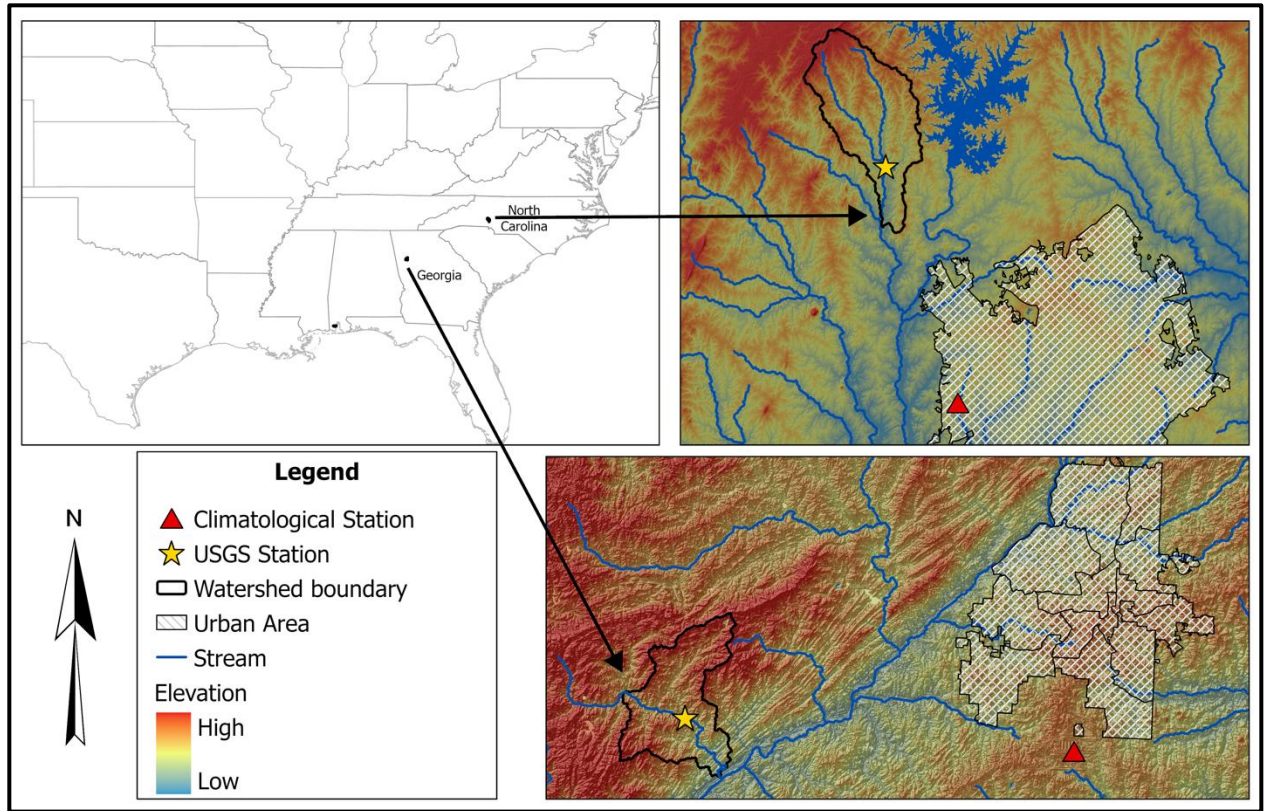 North
Carolina
Georgia
N
Legend
Climatological Station
USGS Station
Watershed boundary
Urban Area
Stream
Elevation
High
Low